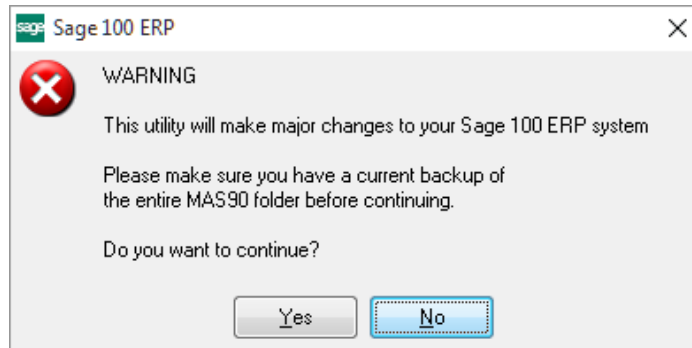 sage Sage 100 ERP
WARNING
This utility will make major changes to your Sage 100 ERP system
Please make sure you have a current backup of
the entire MAS90 folder before continuing.
Do you want to continue?
Yes No